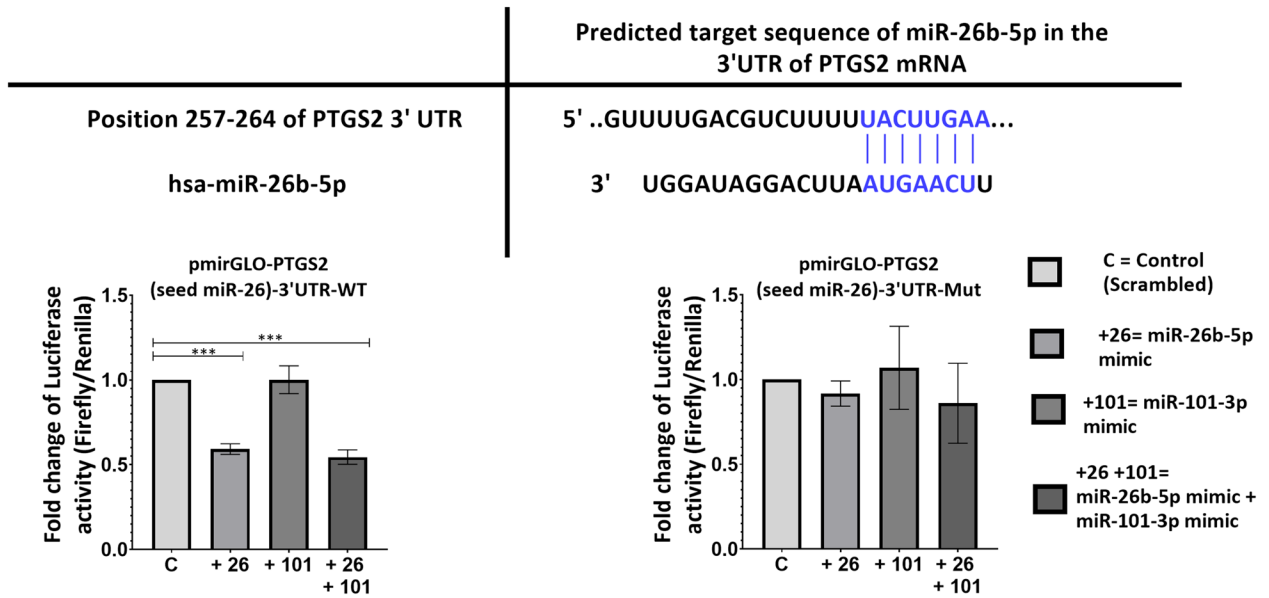 Predicted target sequence of miR-26b-5p in the
3'UTR of PTGS2 mRNA
Position 257-264 of PTGS2 3' UTR
5' ..GUUUUGACGUCUUUUUACUUGAA...
hsa-miR-26b-5p
3' UGGAUAGGACUUAAUGAACUU
pmirGLO-PTGS2
(seed miR-26)-3'UTR-WT
Fold change of Luciferase
activity (Firefly/Renilla)
1.5
1.0
0.5
0.0
***
***
C
+ 26
+ 101
+ 26
+ 101
pmirGLO-PTGS2
(seed miR-26)-3'UTR-Mut
Fold change of Luciferase
activity (Firefly/Renilla)
1.5
1.0
0.5
0.0
C
+ 26
+ 101
+ 26
+ 101
C = Control
(Scrambled)
+26= miR-26b-5p
mimic
+101= miR-101-3p
mimic
+26 +101=
miR-26b-5p mimic +
miR-101-3p mimic